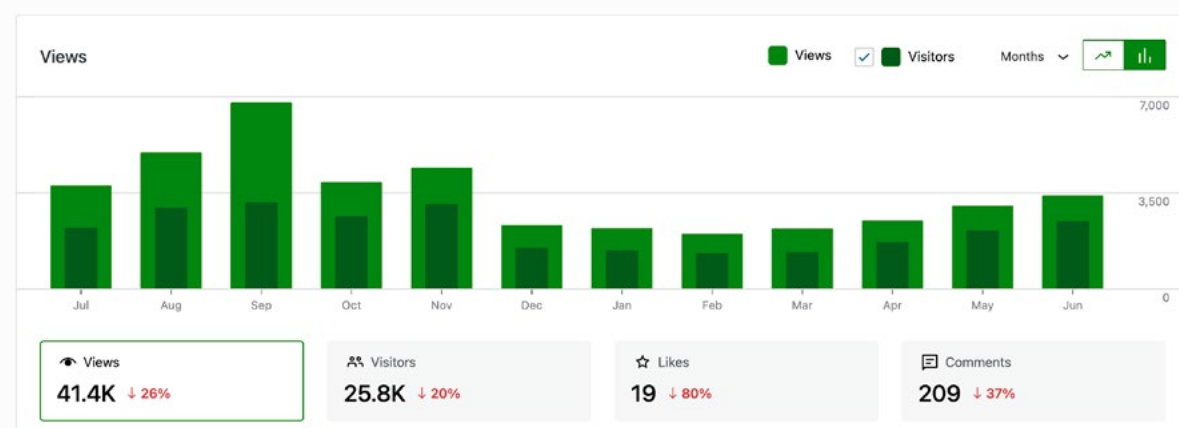 Views
Views Visitors Months
7,000
3,500
0
Jul Aug Sep Oct Nov Dec Jan Feb Mar Apr May Jun
Views
41.4K ↓ 26%
Visitors
25.8K ↓ 20%
Likes
19 ↓ 80%
Comments
209 ↓ 37%